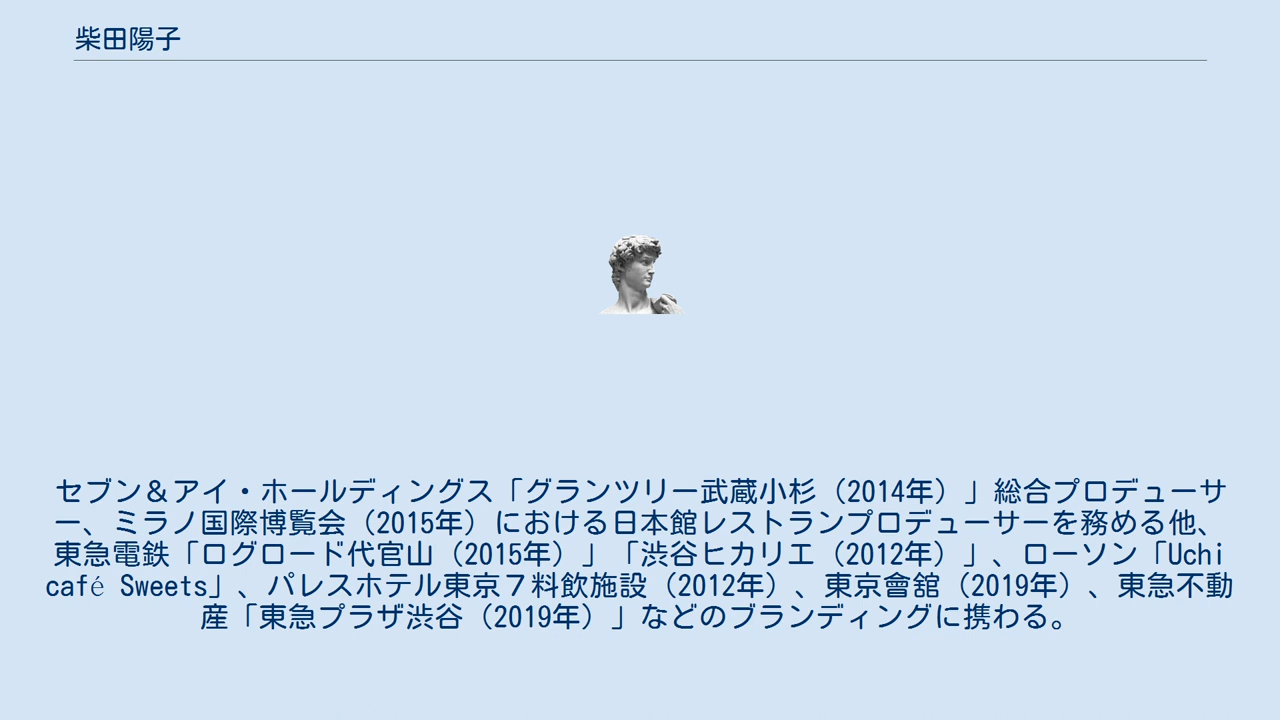 柴田陽子
セブン＆アイ・ホールディングス「グランツリー武蔵小杉（2014年）」総合プロデューサ
ー、ミラノ国際博覧会（2015年）における日本館レストランプロデューサーを務める他、
東急電鉄「ログロード代官山（2015年）」「渋谷ヒカリエ（2012年）」、ローソン「Uchi
café Sweets」、パレスホテル東京７料飲施設（2012年）、東京會舘（2019年）、東急不動
産「東急プラザ渋谷（2019年）」などのブランディングに携わる。